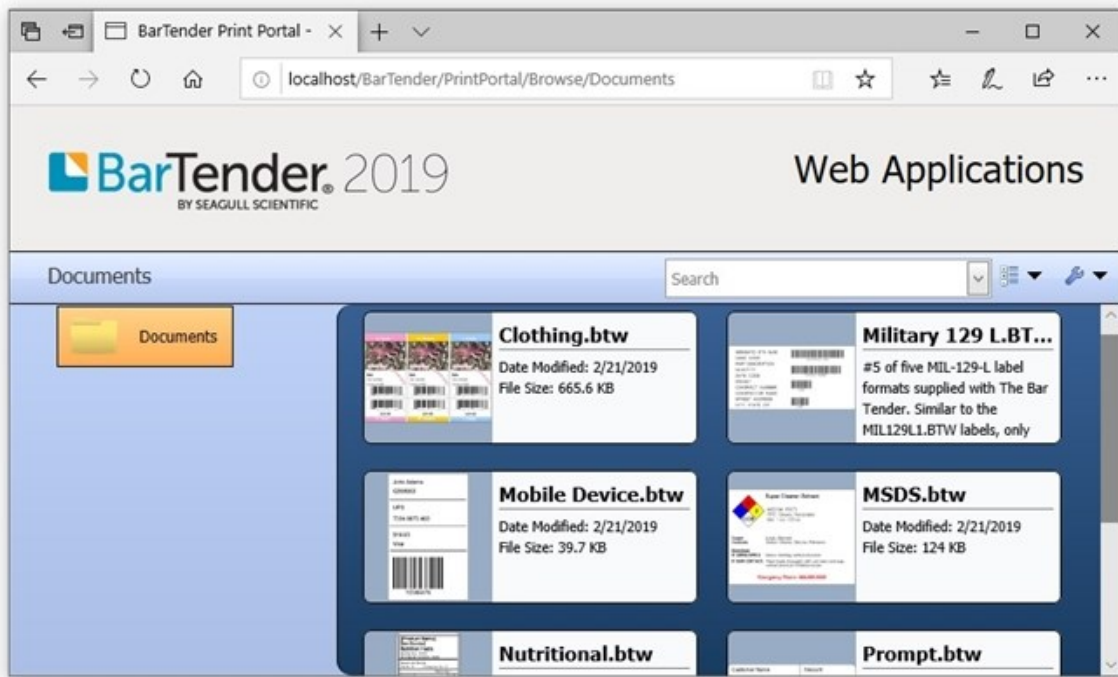 BarTender Print Portal -
localhost/BarTender/PrintPortal/Browse/Documents
BarTender® 2019
BY SEAGULL SCIENTIFIC
Web Applications
Documents
Search
Documents
Clothing.btw
Date Modified: 2/21/2019
File Size: 665.6 KB
Military 129 L.BT...
#5 of five MIL-129-L label
formats supplied with The Bar
Tender. Similar to the
MIL129L1.BTW labels, only
Mobile Device.btw
Date Modified: 2/21/2019
File Size: 39.7 KB
MSDS.btw
Date Modified: 2/21/2019
File Size: 124 KB
Nutritional.btw
Prompt.btw